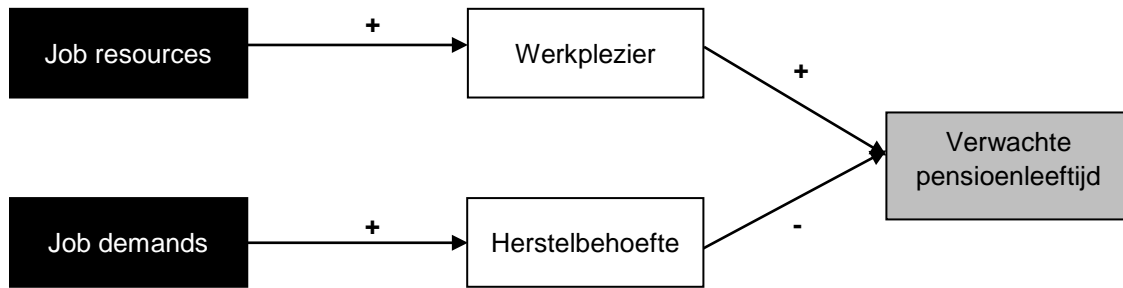 Job resources
+
Werkplezier
+
Verwachte
pensioenleeftijd
Job demands
+
Herstelbehoefte
-